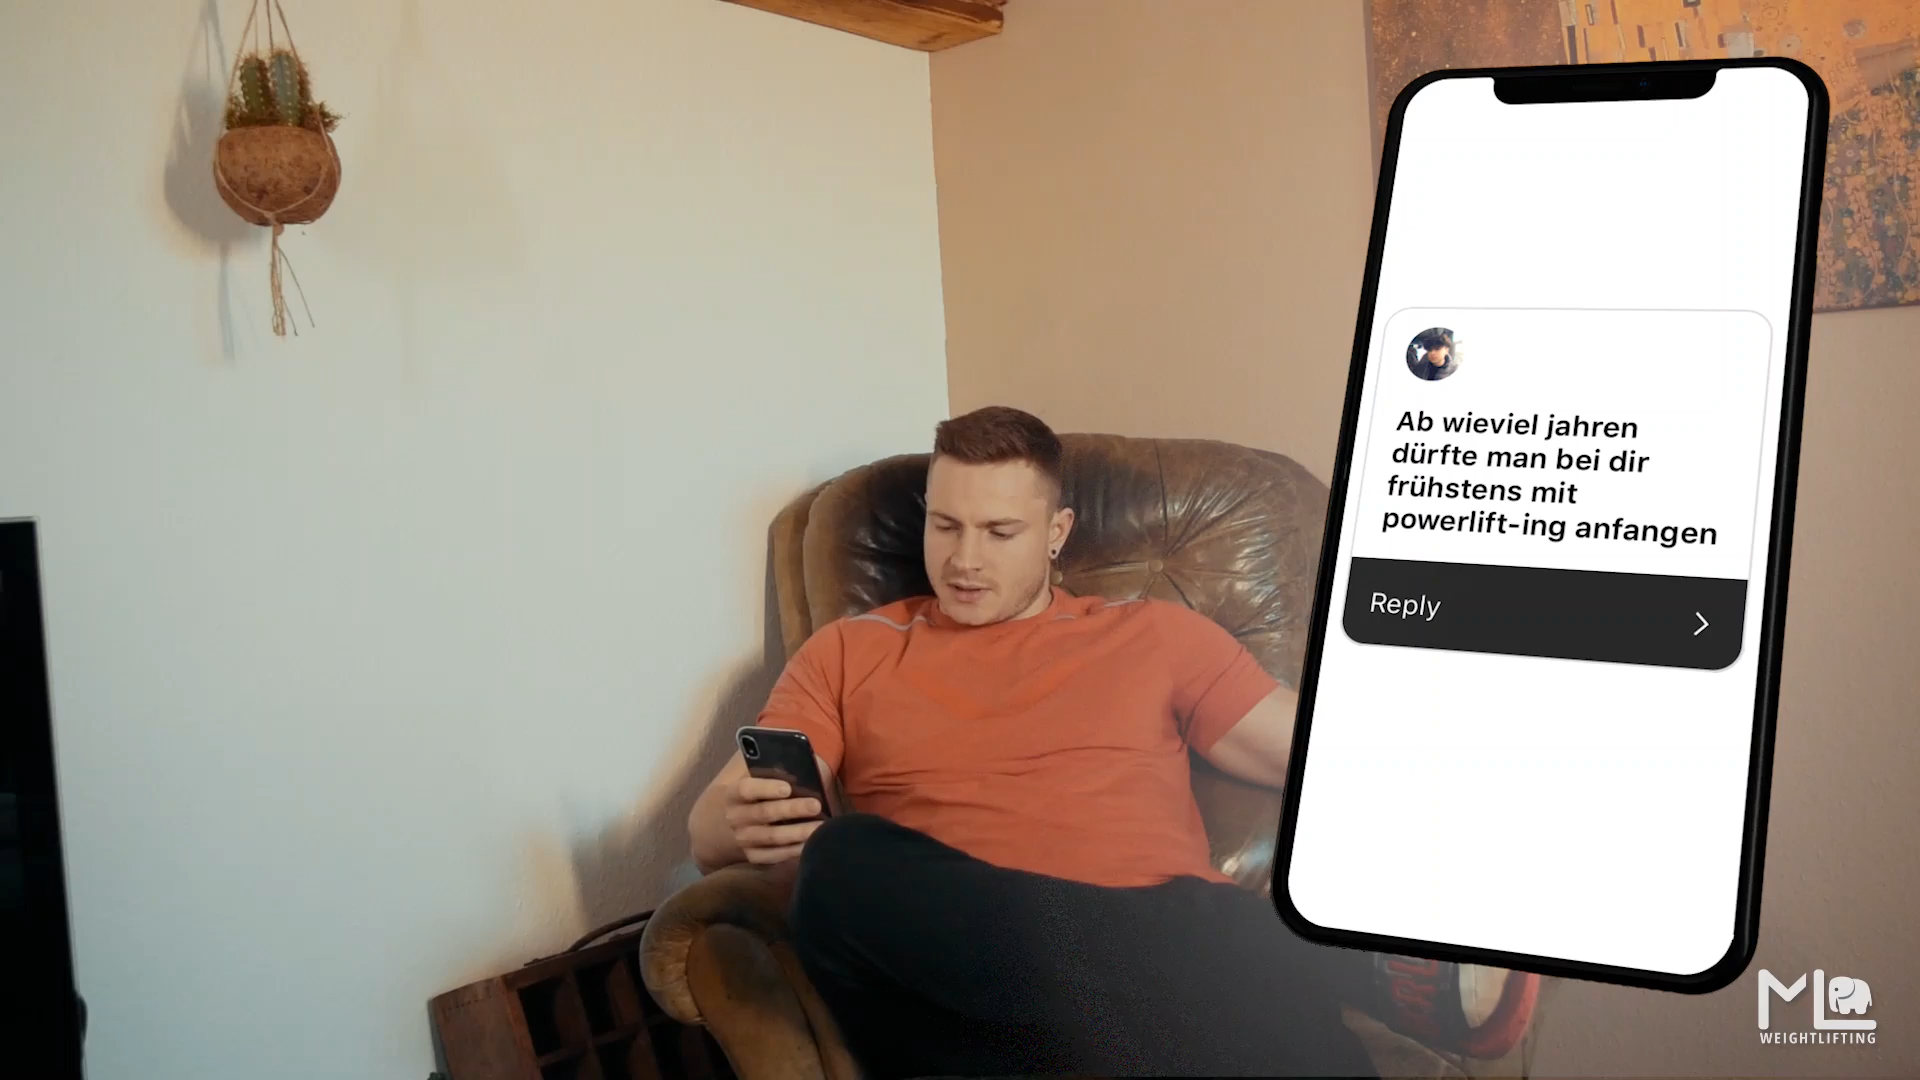 Ab wieviel jahren
dürfte man bei dir
frühstens mit
powerlift-ing anfangen
Reply
ML
WEIGHTLIFTING